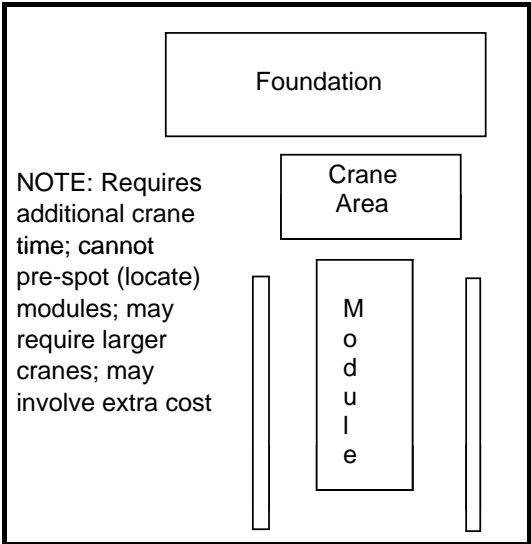 Foundation
Crane
Area
NOTE: Requires
additional crane
time; cannot
pre-spot (locate)
modules; may
require larger
cranes; may
involve extra cost
M
o
d
u
l
e